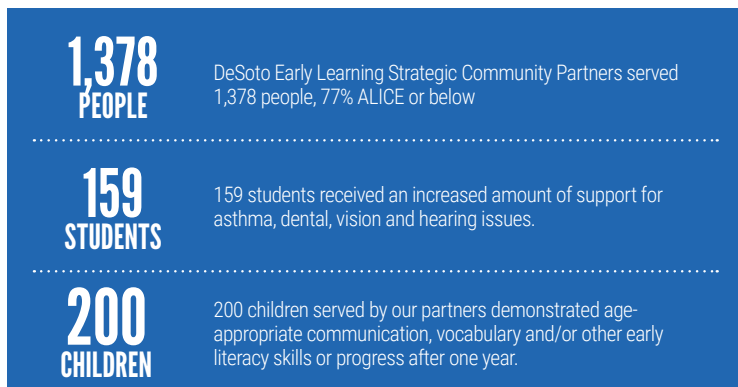 1,378
PEOPLE
DeSoto Early Learning Strategic Community Partners served
1,378 people, 77% ALICE or below
159
STUDENTS
159 students received an increased amount of support for
asthma, dental, vision and hearing issues.
200
CHILDREN
200 children served by our partners demonstrated age-
appropriate communication, vocabulary and/or other early
literacy skills or progress after one year.